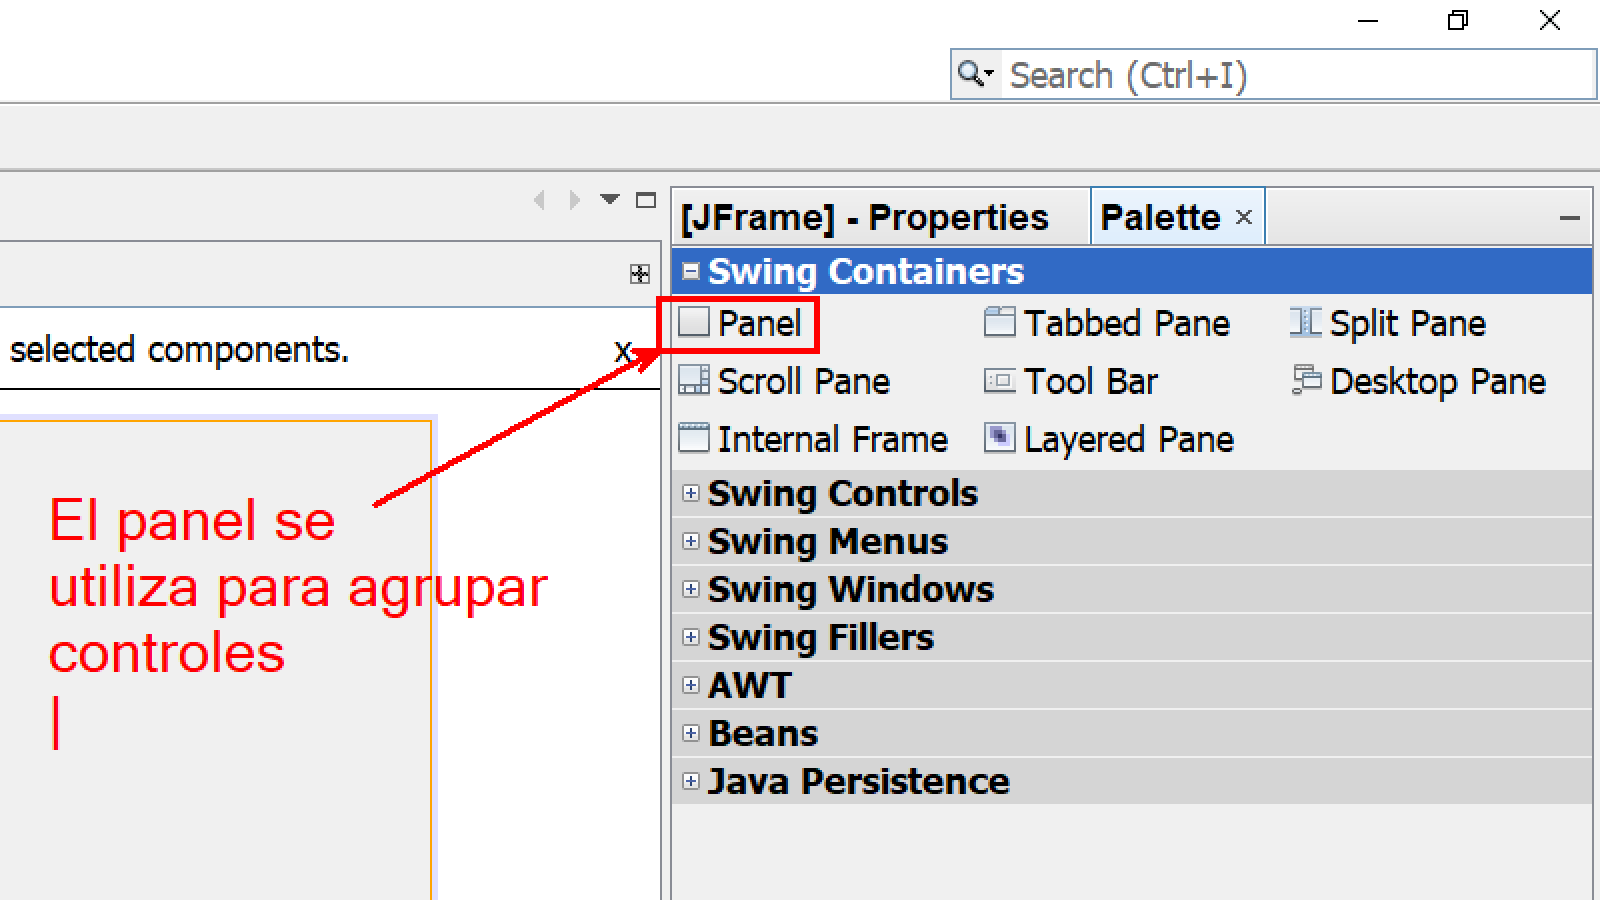 Search (Ctrl+I)
[JFrame] - Properties
Palette
Swing Containers
selected components. x
Panel
Tabbed Pane
Split Pane
Scroll Pane
Tool Bar
Desktop Pane
Internal Frame
Layered Pane
Swing Controls
Swing Menus
Swing Windows
Swing Fillers
AWT
Beans
Java Persistence
El panel se
utiliza para agrupar
controles